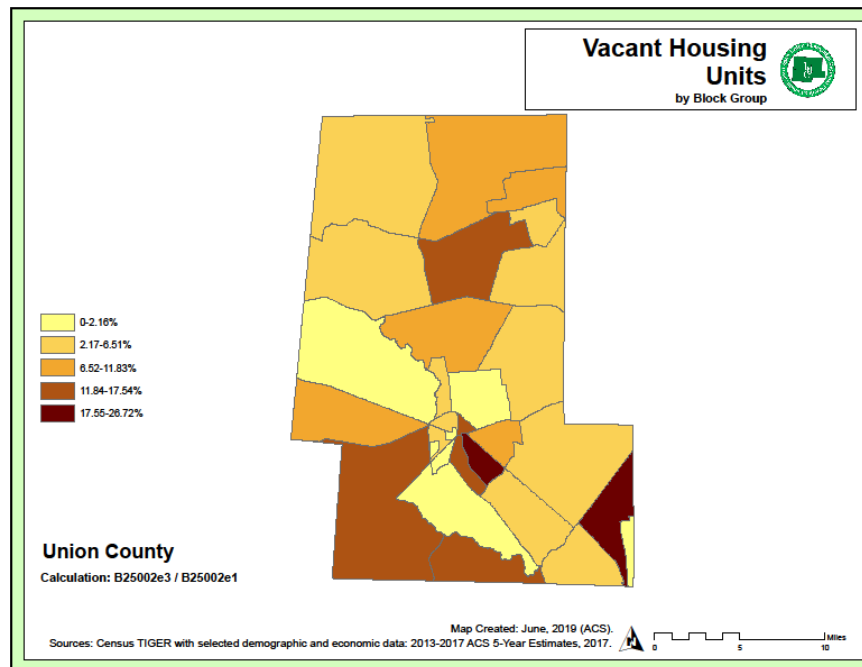 Vacant Housing
Units
by Block Group
0-2.16%
2.17-6.51%
6.52-11.83%
11.84-17.54%
17.55-26.72%
Union County
Calculation: B25002e3 / B25002e1
Map Created: June, 2019 (ACS).
Sources: Census TIGER with selected demographic and economic data: 2013-2017 ACS 5-Year Estimates, 2017.
Miles
0 5 10